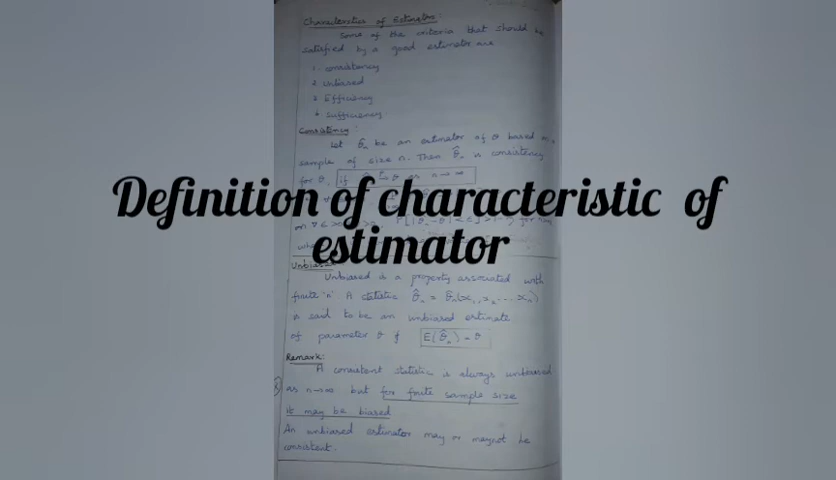 Characteristics of Estimator:
Some of the criteria that should be
satisfied by a good estimator are
1. consistency
2 unbiased
3 Efficiency
4 sufficiency
Consistency:
Let θ̂ₙ be an estimator of θ based on a
sample of size n. Then θ̂ₙ is consistency
for θ, if θ as n→∞
Definition of characteristic of
estimator
Unbiased
Unbiased is a property associated with
finite 'n'. A statistic θ̂ₙ = θ̂ₙ(x₁, x₂ ... xₙ)
is said to be an unbiased estimate
of parameter θ if E(θ̂ₙ) = θ
Remark:
A consistent statistic is always unbiased
as n→∞ but for finite sample size
it may be biased
An unbiased estimator may or maynot be
consistent.